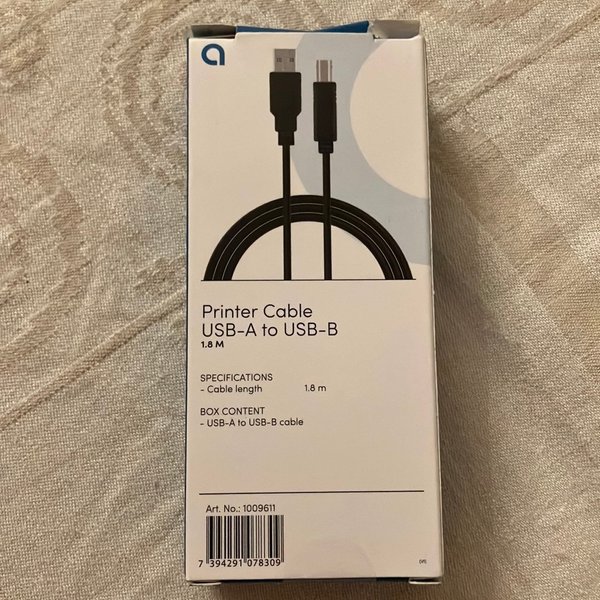 a
Printer Cable
USB-A to USB-B
1.8 M
SPECIFICATIONS
- Cable length 1.8 m
BOX CONTENT
- USB-A to USB-B cable
Art. No.: 1009611
7 394291 078309